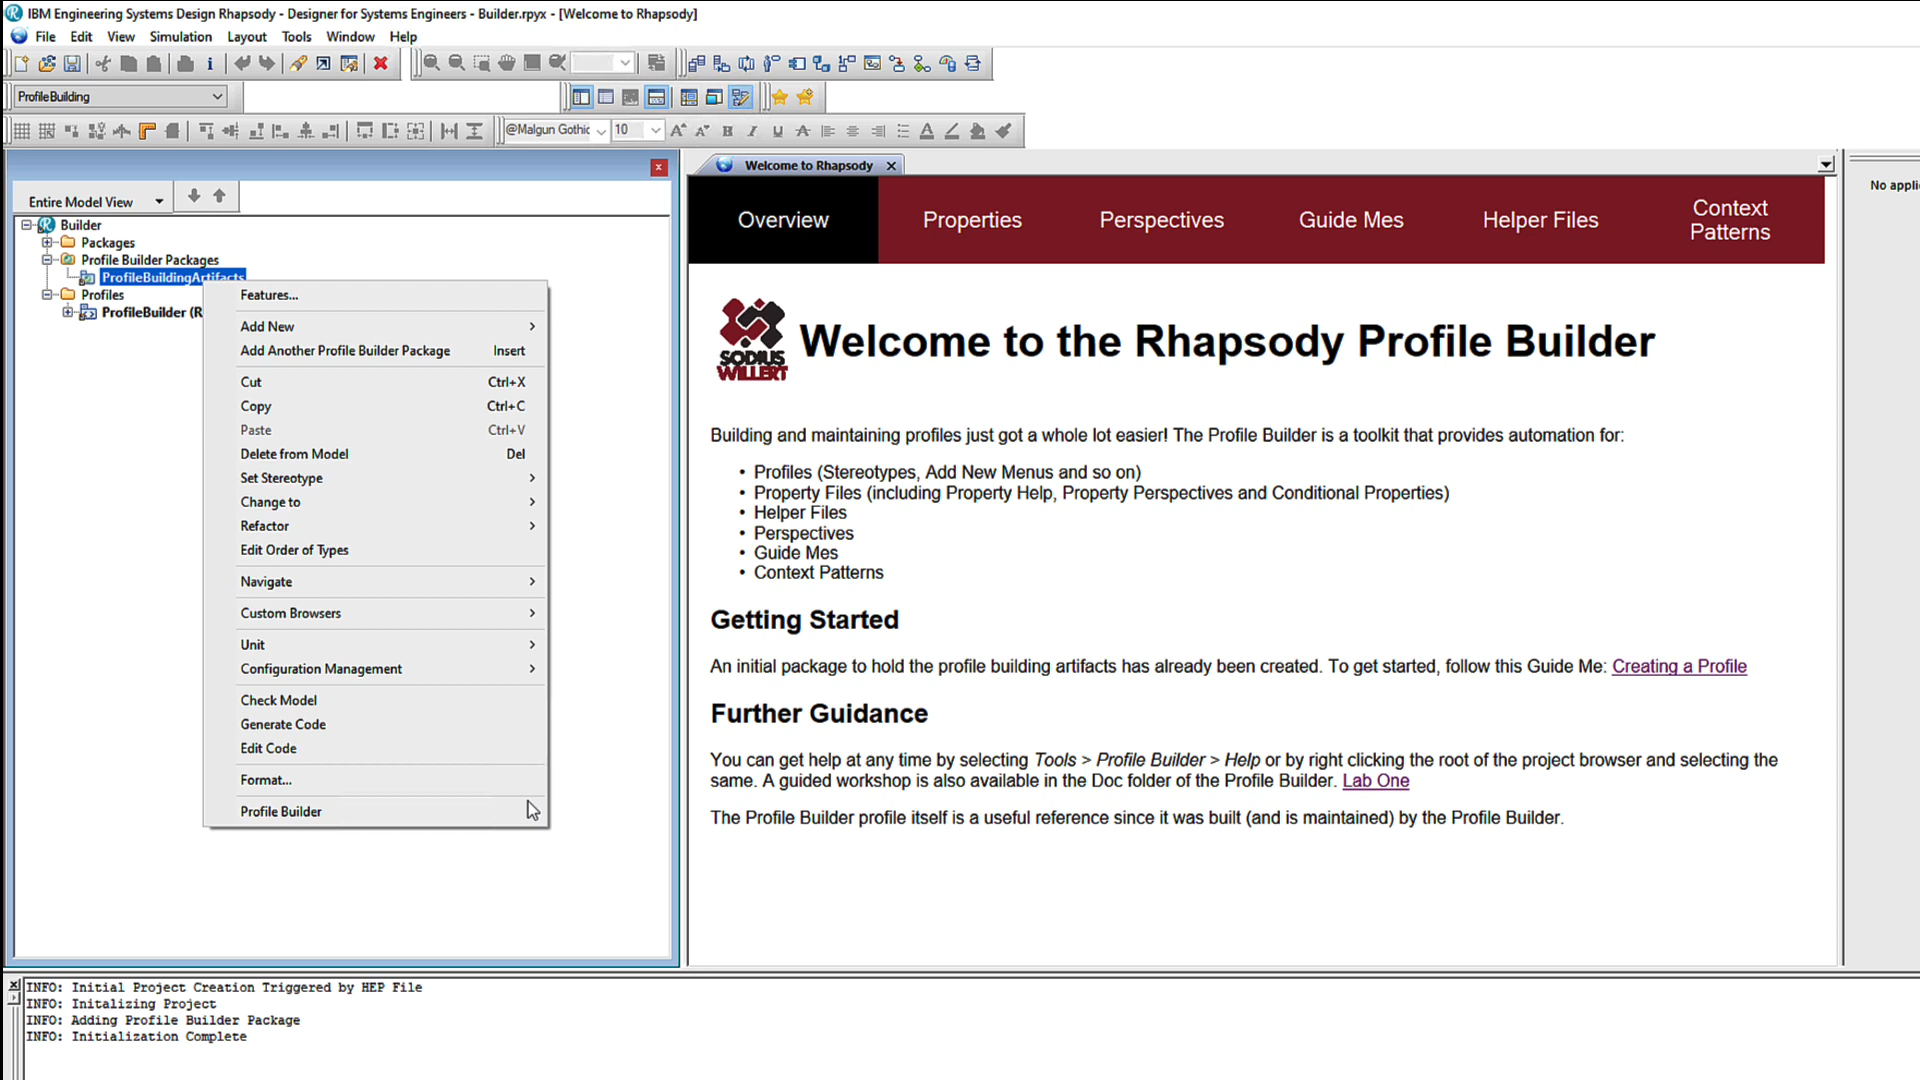 IBM Engineering Systems Design Rhapsody - Designer for Systems Engineers - Builder.rpyx - [Welcome to Rhapsody]
File Edit View Simulation Layout Tools Window Help
ProfileBuilding
@Malgun Gothic 10
Welcome to Rhapsody
No appli
Entire Model View
Builder
Packages
Profile Builder Packages
ProfileBuildingArtifacts
Profiles
ProfileBuilder (R
Features...
Add New
Add Another Profile Builder Package Insert
Cut Ctrl+X
Copy Ctrl+C
Paste Ctrl+V
Delete from Model Del
Set Stereotype
Change to
Refactor
Edit Order of Types
Navigate
Custom Browsers
Unit
Configuration Management
Check Model
Generate Code
Edit Code
Format...
Profile Builder
Overview
Properties
Perspectives
Guide Mes
Helper Files
Context
Patterns
SODIUS
WILLERT
Welcome to the Rhapsody Profile Builder
Building and maintaining profiles just got a whole lot easier! The Profile Builder is a toolkit that provides automation for:
• Profiles (Stereotypes, Add New Menus and so on)
• Property Files (including Property Help, Property Perspectives and Conditional Properties)
• Helper Files
• Perspectives
• Guide Mes
• Context Patterns
Getting Started
An initial package to hold the profile building artifacts has already been created. To get started, follow this Guide Me: Creating a Profile
Further Guidance
You can get help at any time by selecting Tools > Profile Builder > Help or by right clicking the root of the project browser and selecting the
same. A guided workshop is also available in the Doc folder of the Profile Builder. Lab One
The Profile Builder profile itself is a useful reference since it was built (and is maintained) by the Profile Builder.
INFO: Initial Project Creation Triggered by HEP File
INFO: Initalizing Project
INFO: Adding Profile Builder Package
INFO: Initialization Complete